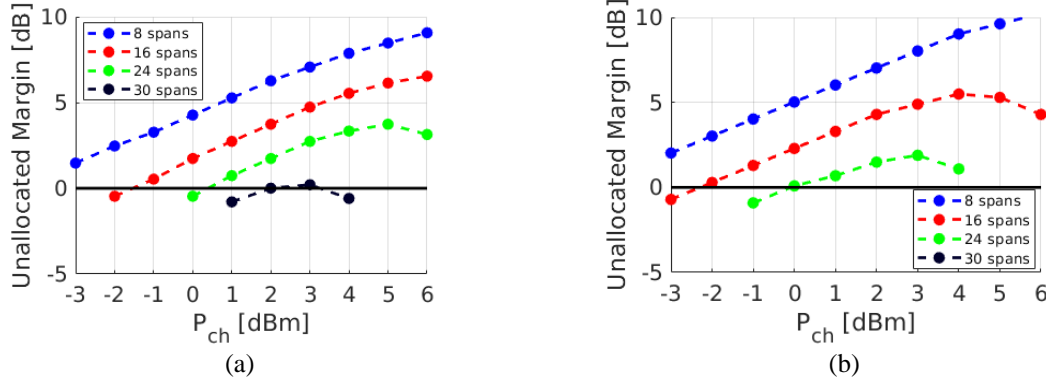 10
5
0
-5
Unallocated Margin [dB]
8 spans
16 spans
24 spans
30 spans
-3 -2 -1 0 1 2 3 4 5 6
P_ch [dBm]
(a)
10
5
0
-5
Unallocated Margin [dB]
8 spans
16 spans
24 spans
30 spans
-3 -2 -1 0 1 2 3 4 5 6
P_ch [dBm]
(b)